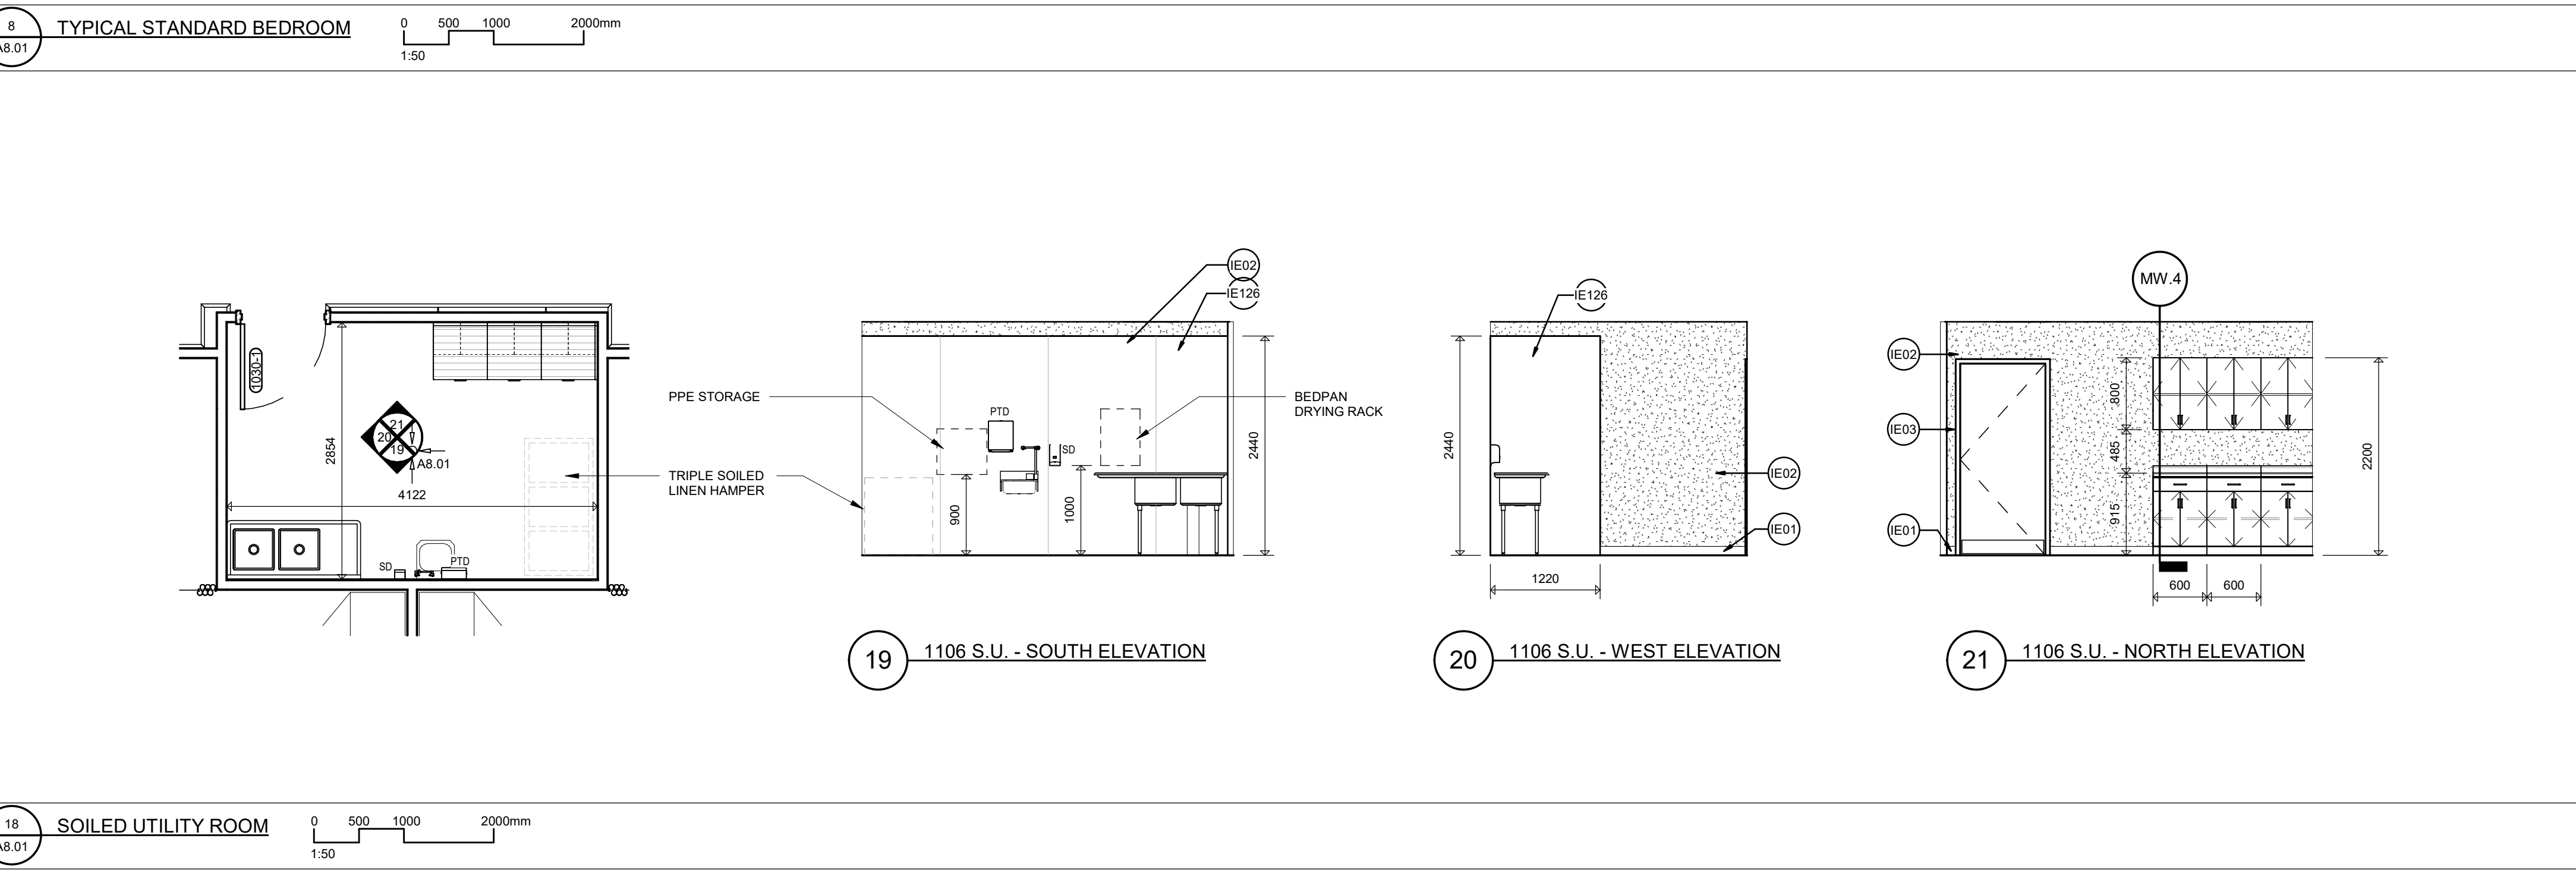 8
A8.01
TYPICAL STANDARD BEDROOM
0 500 1000 2000mm
1:50
1030-1
2854
21
20
19
A8.01
4122
SD
PTD
PPE STORAGE
TRIPLE SOILED
LINEN HAMPER
IE02
IE126
PTD
SD
900
1000
2440
BEDPAN
DRYING RACK
19
1106 S.U. - SOUTH ELEVATION
IE126
2440
IE02
IE01
1220
20
1106 S.U. - WEST ELEVATION
MW.4
IE02
IE03
IE01
800
485
915
2200
600
600
21
1106 S.U. - NORTH ELEVATION
18
A8.01
SOILED UTILITY ROOM
0 500 1000 2000mm
1:50